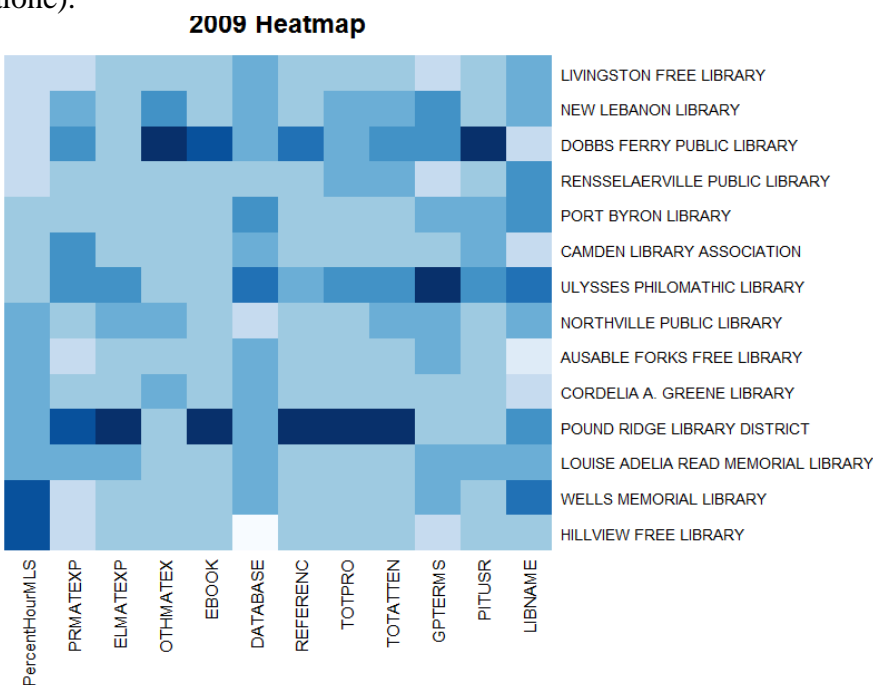 alone).
2009 Heatmap
LIVINGSTON FREE LIBRARY
NEW LEBANON LIBRARY
DOBBS FERRY PUBLIC LIBRARY
RENSSELAERVILLE PUBLIC LIBRARY
PORT BYRON LIBRARY
CAMDEN LIBRARY ASSOCIATION
ULYSSES PHILOMATHIC LIBRARY
NORTHVILLE PUBLIC LIBRARY
AUSABLE FORKS FREE LIBRARY
CORDELIA A. GREENE LIBRARY
POUND RIDGE LIBRARY DISTRICT
LOUISE ADELIA READ MEMORIAL LIBRARY
WELLS MEMORIAL LIBRARY
HILLVIEW FREE LIBRARY
PercentHourMLS
PRMATEXP
ELMATEXP
OTHMATEX
EBOOK
DATABASE
REFERENC
TOTPRO
TOTATTEN
GPTERMS
PITUSR
LIBNAME